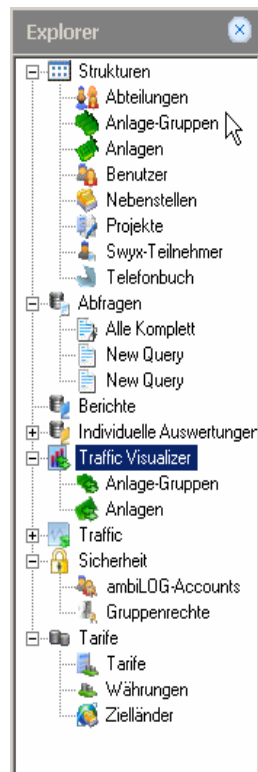 Explorer
Strukturen
Abteilungen
Anlage-Gruppen
Anlagen
Benutzer
Nebenstellen
Projekte
Swyx-Teilnehmer
Telefonbuch
Abfragen
Alle Komplett
New Query
New Query
Berichte
Individuelle Auswertunger
Traffic Visualizer
Anlage-Gruppen
Anlagen
Traffic
Sicherheit
ambiLOG-Accounts
Gruppenrechte
Tarife
Tarife
Währungen
Zielländer